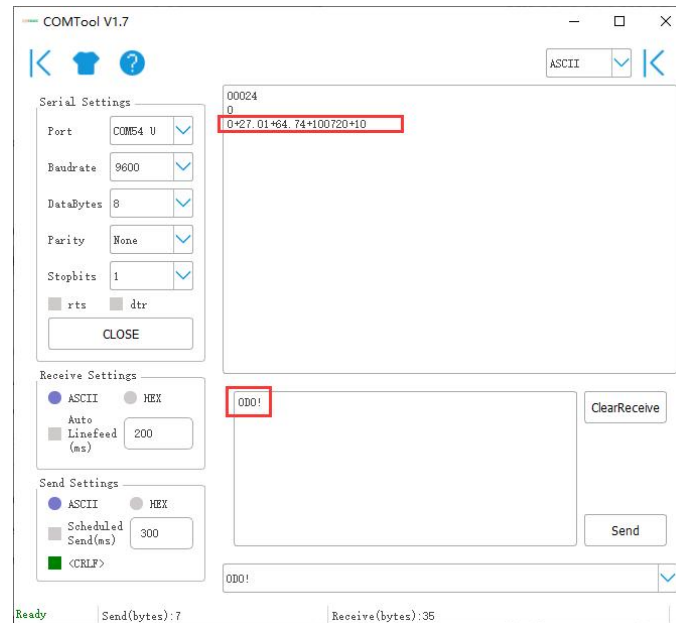 COMTool V1.7
ASCII
Serial Settings
Port COM54 U
Baudrate 9600
DataBytes 8
Parity None
Stopbits 1
rts dtr
CLOSE
Receive Settings
ASCII HEX
Auto
Linefeed
(ms)
200
Send Settings
ASCII HEX
Scheduled
Send(ms)
300
<CRLF>
00024
0
0+27.01+64.74+100720+10
0D0!
ClearReceive
Send
0D0!
Ready Send(bytes):7 Receive(bytes):35